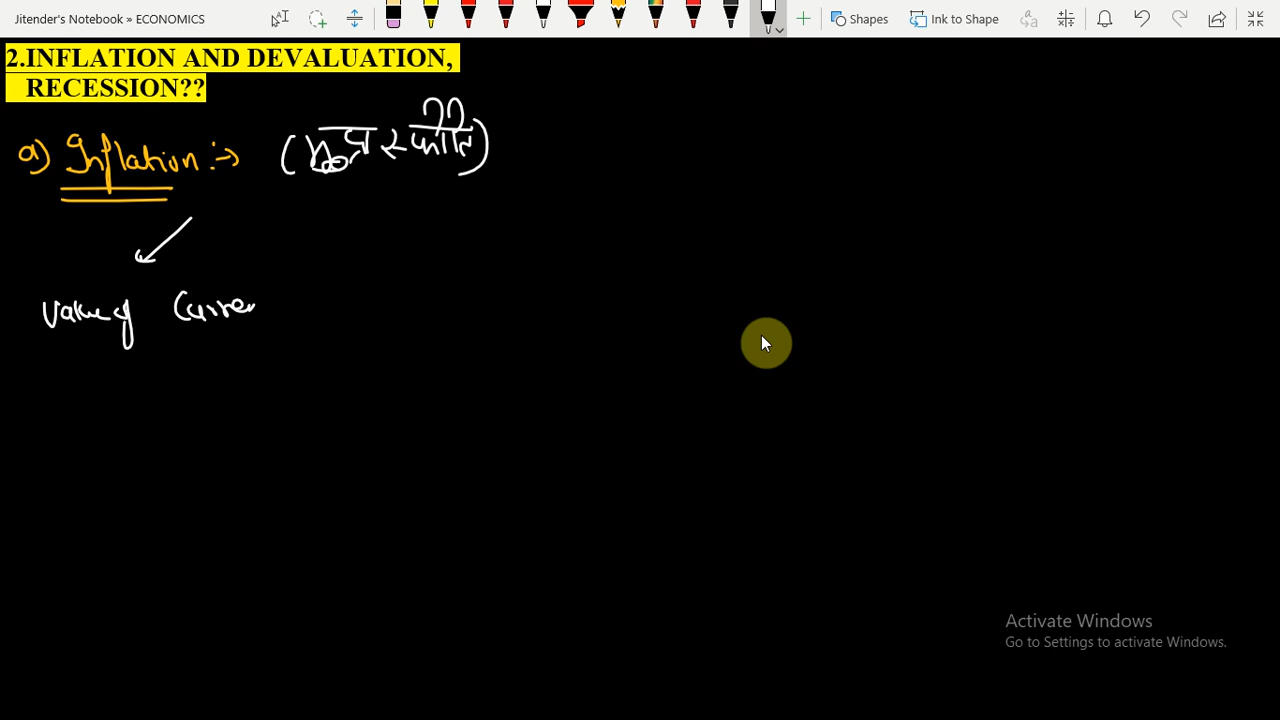 Jitender's Notebook » ECONOMICS
Shapes
Ink to Shape
2.INFLATION AND DEVALUATION,
RECESSION??
a) Inflation :→ (मुद्रास्फीति)
Value of Curren
Activate Windows
Go to Settings to activate Windows.